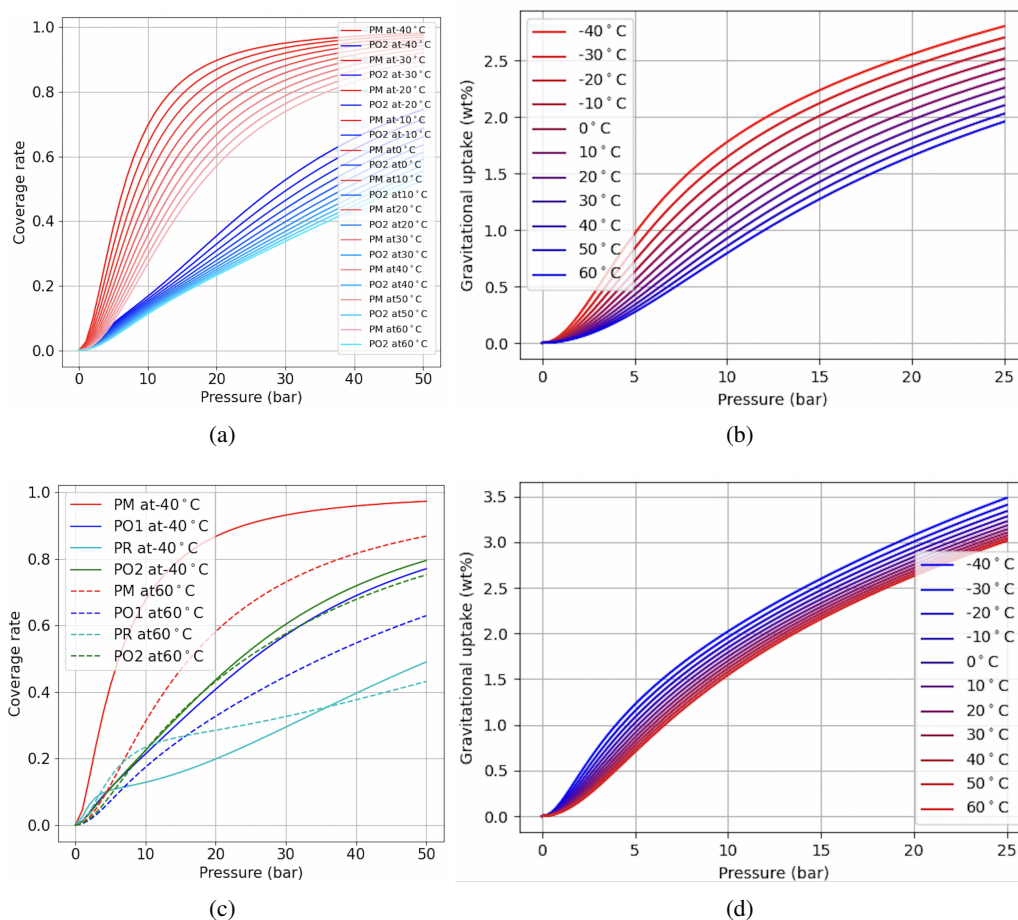 1.0
0.8
0.6
0.4
0.2
0.0
Coverage rate
0 10 20 30 40 50
Pressure (bar)
PM at-40°C
PO2 at-40°C
PM at-30°C
PO2 at-30°C
PM at-20°C
PO2 at-20°C
PM at-10°C
PO2 at-10°C
PM at0°C
PO2 at0°C
PM at10°C
PO2 at10°C
PM at20°C
PO2 at20°C
PM at30°C
PO2 at30°C
PM at40°C
PO2 at40°C
PM at50°C
PO2 at50°C
PM at60°C
PO2 at60°C
(a)
2.5
2.0
1.5
1.0
0.5
0.0
Gravitational uptake (wt%)
-40°C
-30°C
-20°C
-10°C
0°C
10°C
20°C
30°C
40°C
50°C
60°C
0 5 10 15 20 25
Pressure (bar)
(b)
1.0
0.8
0.6
0.4
0.2
0.0
Coverage rate
PM at-40°C
PO1 at-40°C
PR at-40°C
PO2 at-40°C
PM at60°C
PO1 at60°C
PR at60°C
PO2 at60°C
0 10 20 30 40 50
Pressure (bar)
(c)
3.5
3.0
2.5
2.0
1.5
1.0
0.5
0.0
Gravitational uptake (wt%)
-40°C
-30°C
-20°C
-10°C
0°C
10°C
20°C
30°C
40°C
50°C
60°C
0 5 10 15 20 25
Pressure (bar)
(d)